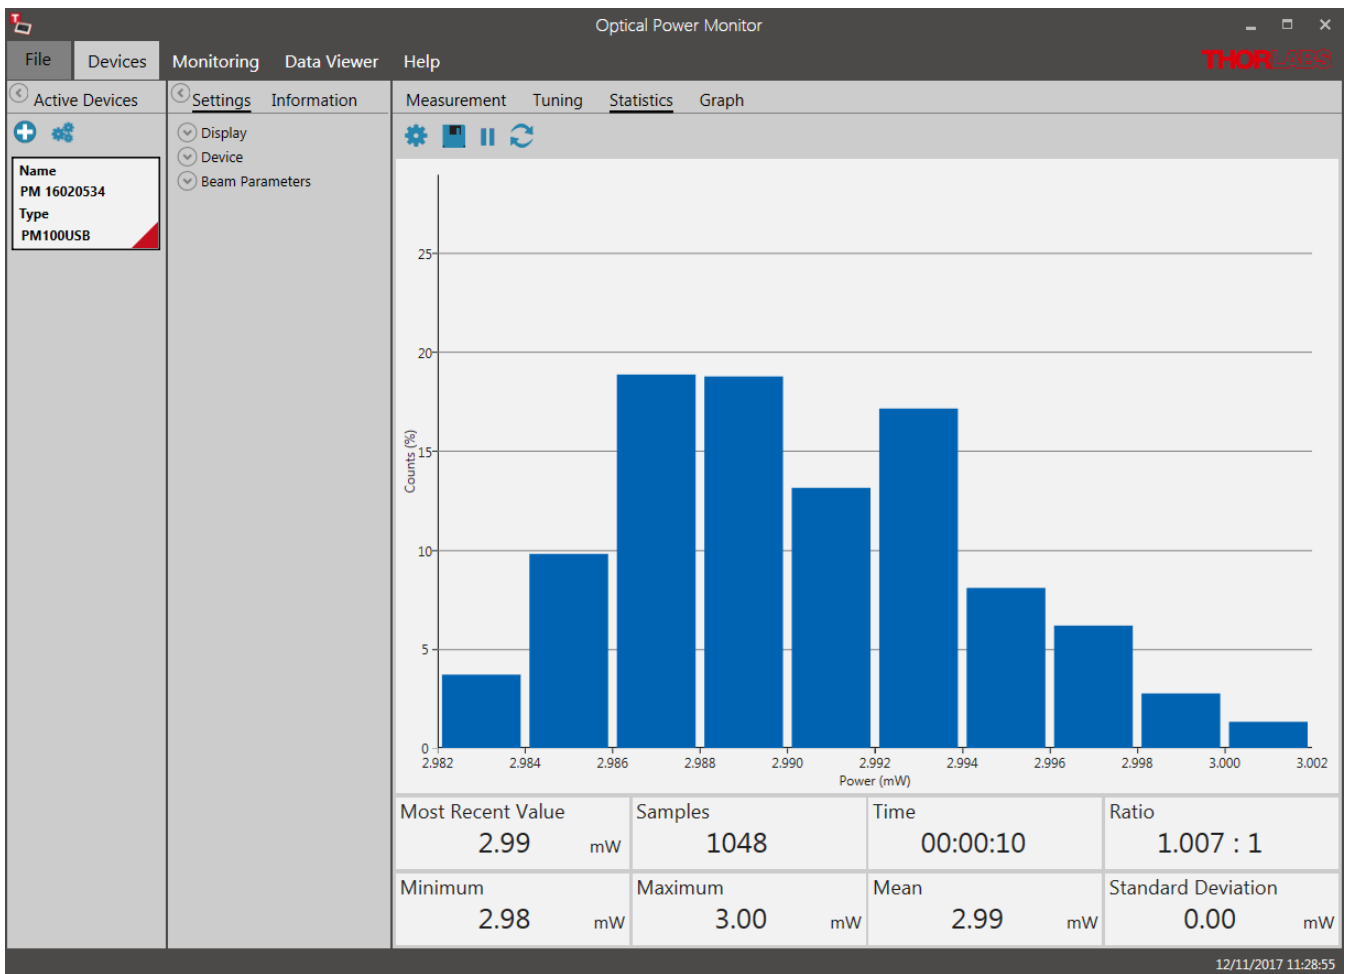 Optical Power Monitor
File Devices Monitoring Data Viewer Help
THORLABS
Active Devices
Name
PM 16020534
Type
PM100USB
Settings Information
Display
Device
Beam Parameters
Measurement Tuning Statistics Graph
25
20
15
10
5
0
Counts (%)
2.982 2.984 2.986 2.988 2.990 2.992 2.994 2.996 2.998 3.000 3.002
Power (mW)
Most Recent Value
2.99 mW
Samples
1048
Time
00:00:10
Ratio
1.007 : 1
Minimum
2.98 mW
Maximum
3.00 mW
Mean
2.99 mW
Standard Deviation
0.00 mW
12/11/2017 11:28:55